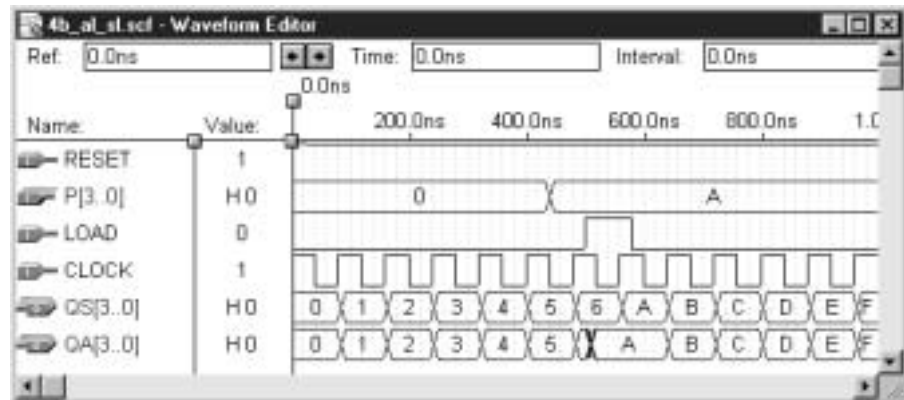 4b_al_sl.scf - Waveform Editor
Ref: 0.0ns Time: 0.0ns Interval: 0.0ns
0.0ns
Name: Value: 200.0ns 400.0ns 600.0ns 800.0ns 1.0
RESET 1
P[3..0] H 0 0 A
LOAD 0
CLOCK 1
QS[3..0] H 0 0 1 2 3 4 5 6 A B C D E F
QA[3..0] H 0 0 1 2 3 4 5 A B C D E F